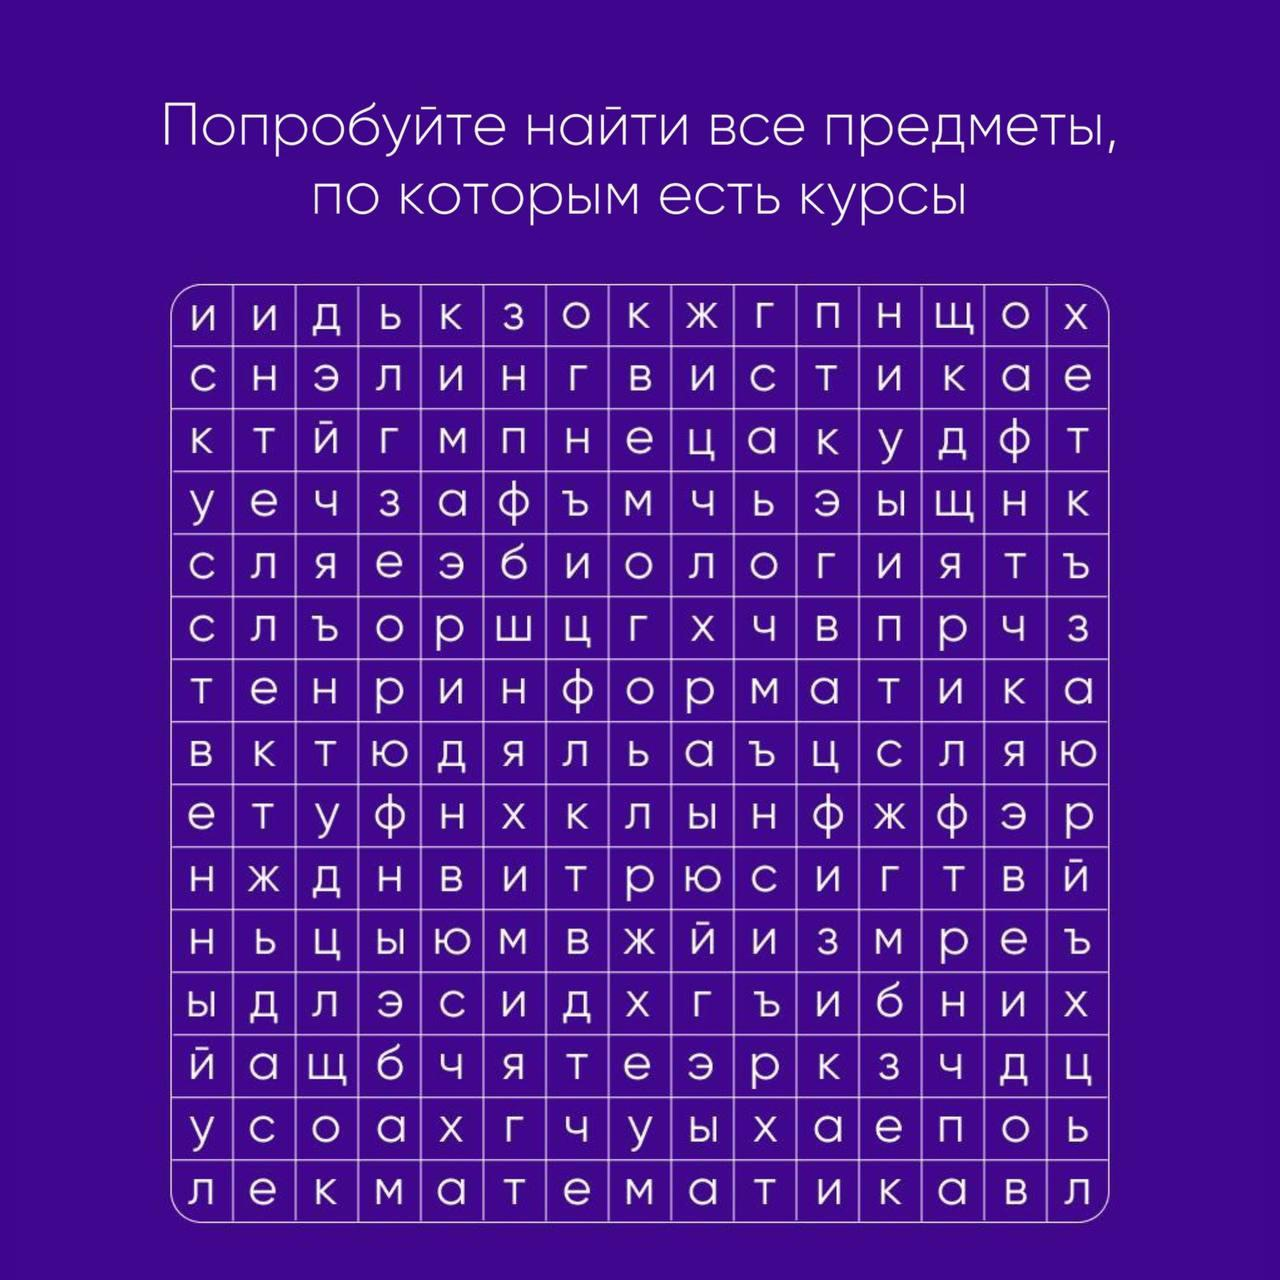 Попробуйте найти все предметы,
по которым есть курсы
и и д ь к з о к ж г п н щ о х
с н э л и н г в и с т и к а е
к т й г м п н е ц а к у д ф т
у е ч з а ф ъ м ч ь э ы щ н к
с л я е э б и о л о г и я т ъ
с л ъ о р ш ц г х ч в п р ч з
т е н р и н ф о р м а т и к а
в к т ю д я л ь а ъ ц с л я ю
е т у ф н х к л ы н ф ж ф э р
н ж д н в и т р ю с и г т в й
н ь ц ы ю м в ж й и з м р е ъ
ы д л э с и д х г ъ и б н и х
й а щ б ч я т е э р к з ч д ц
у с о а х г ч у ы х а е п о ь
л е к м а т е м а т и к а в л